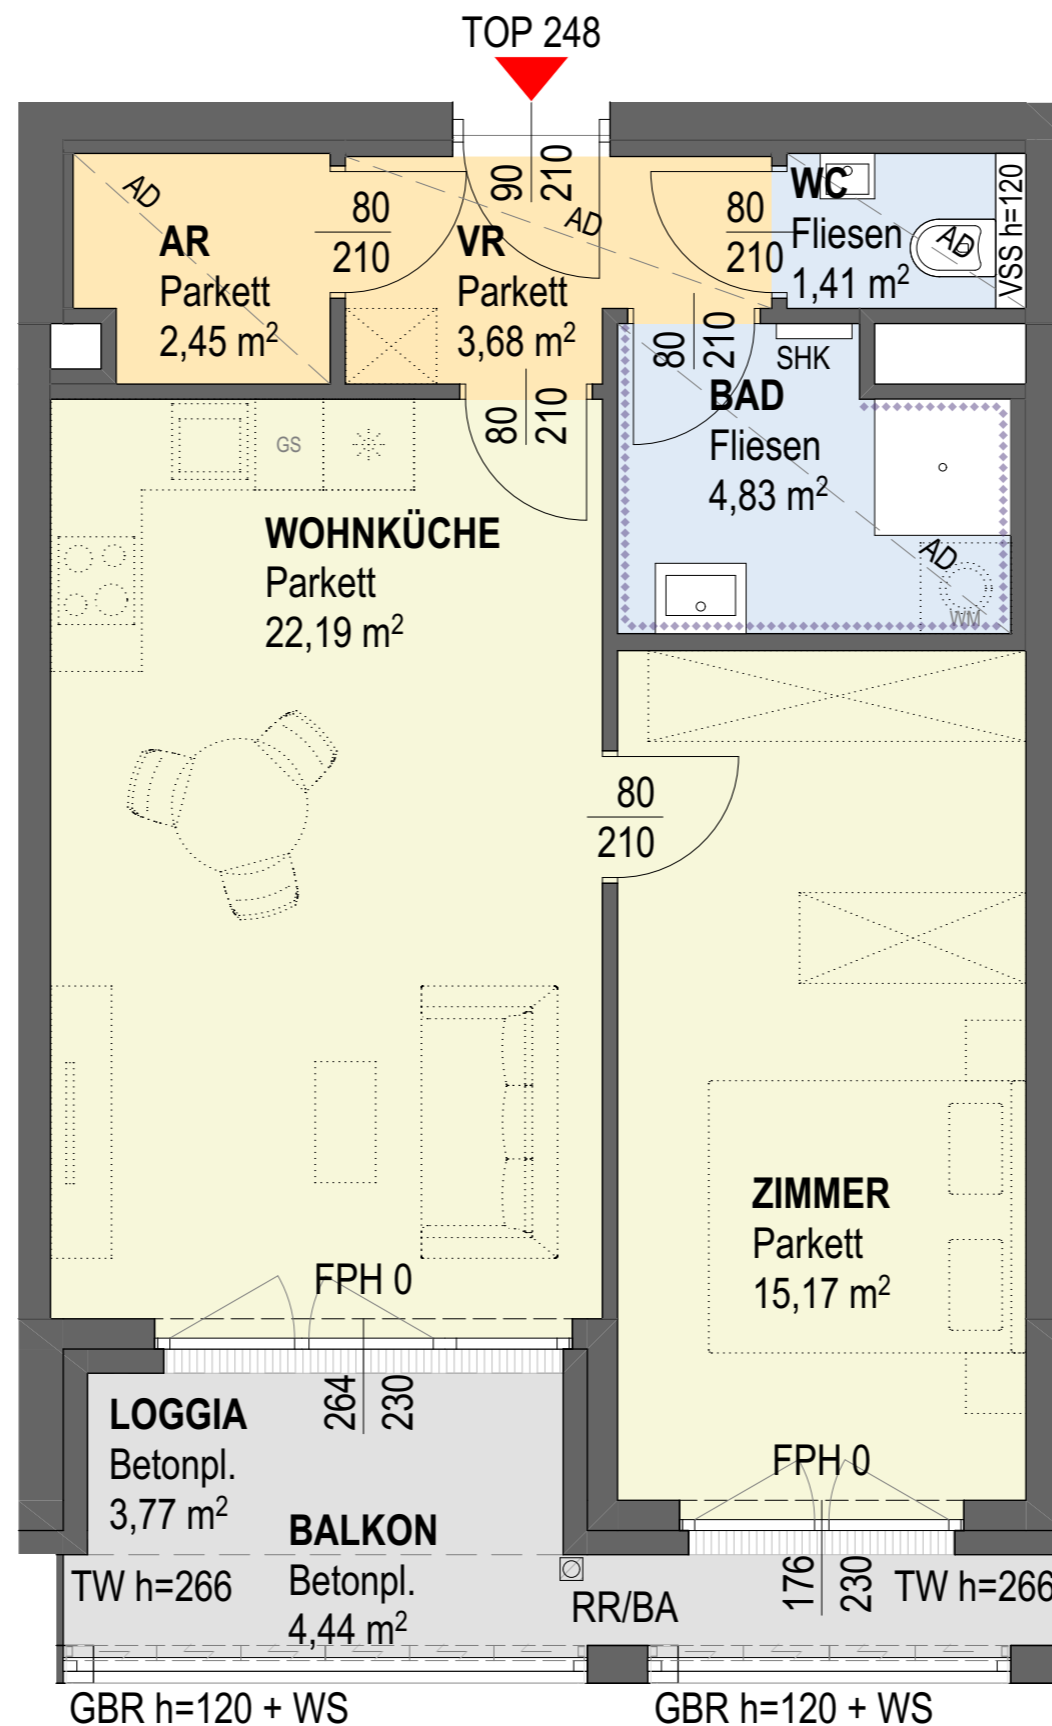 TOP 248
90
210
AD
AR
Parkett
2,45 m²
80
210
VR
Parkett
3,68 m²
AD
80
210
WC
Fliesen
1,41 m²
AD
VSS h=120
80
210
SHK
80
210
BAD
Fliesen
4,83 m²
AD
WM
GS
WOHNKÜCHE
Parkett
22,19 m²
80
210
ZIMMER
Parkett
15,17 m²
FPH 0
264
230
LOGGIA
Betonpl.
3,77 m²
BALKON
Betonpl.
4,44 m²
FPH 0
176
230
TW h=266
RR/BA
TW h=266
GBR h=120 + WS
GBR h=120 + WS